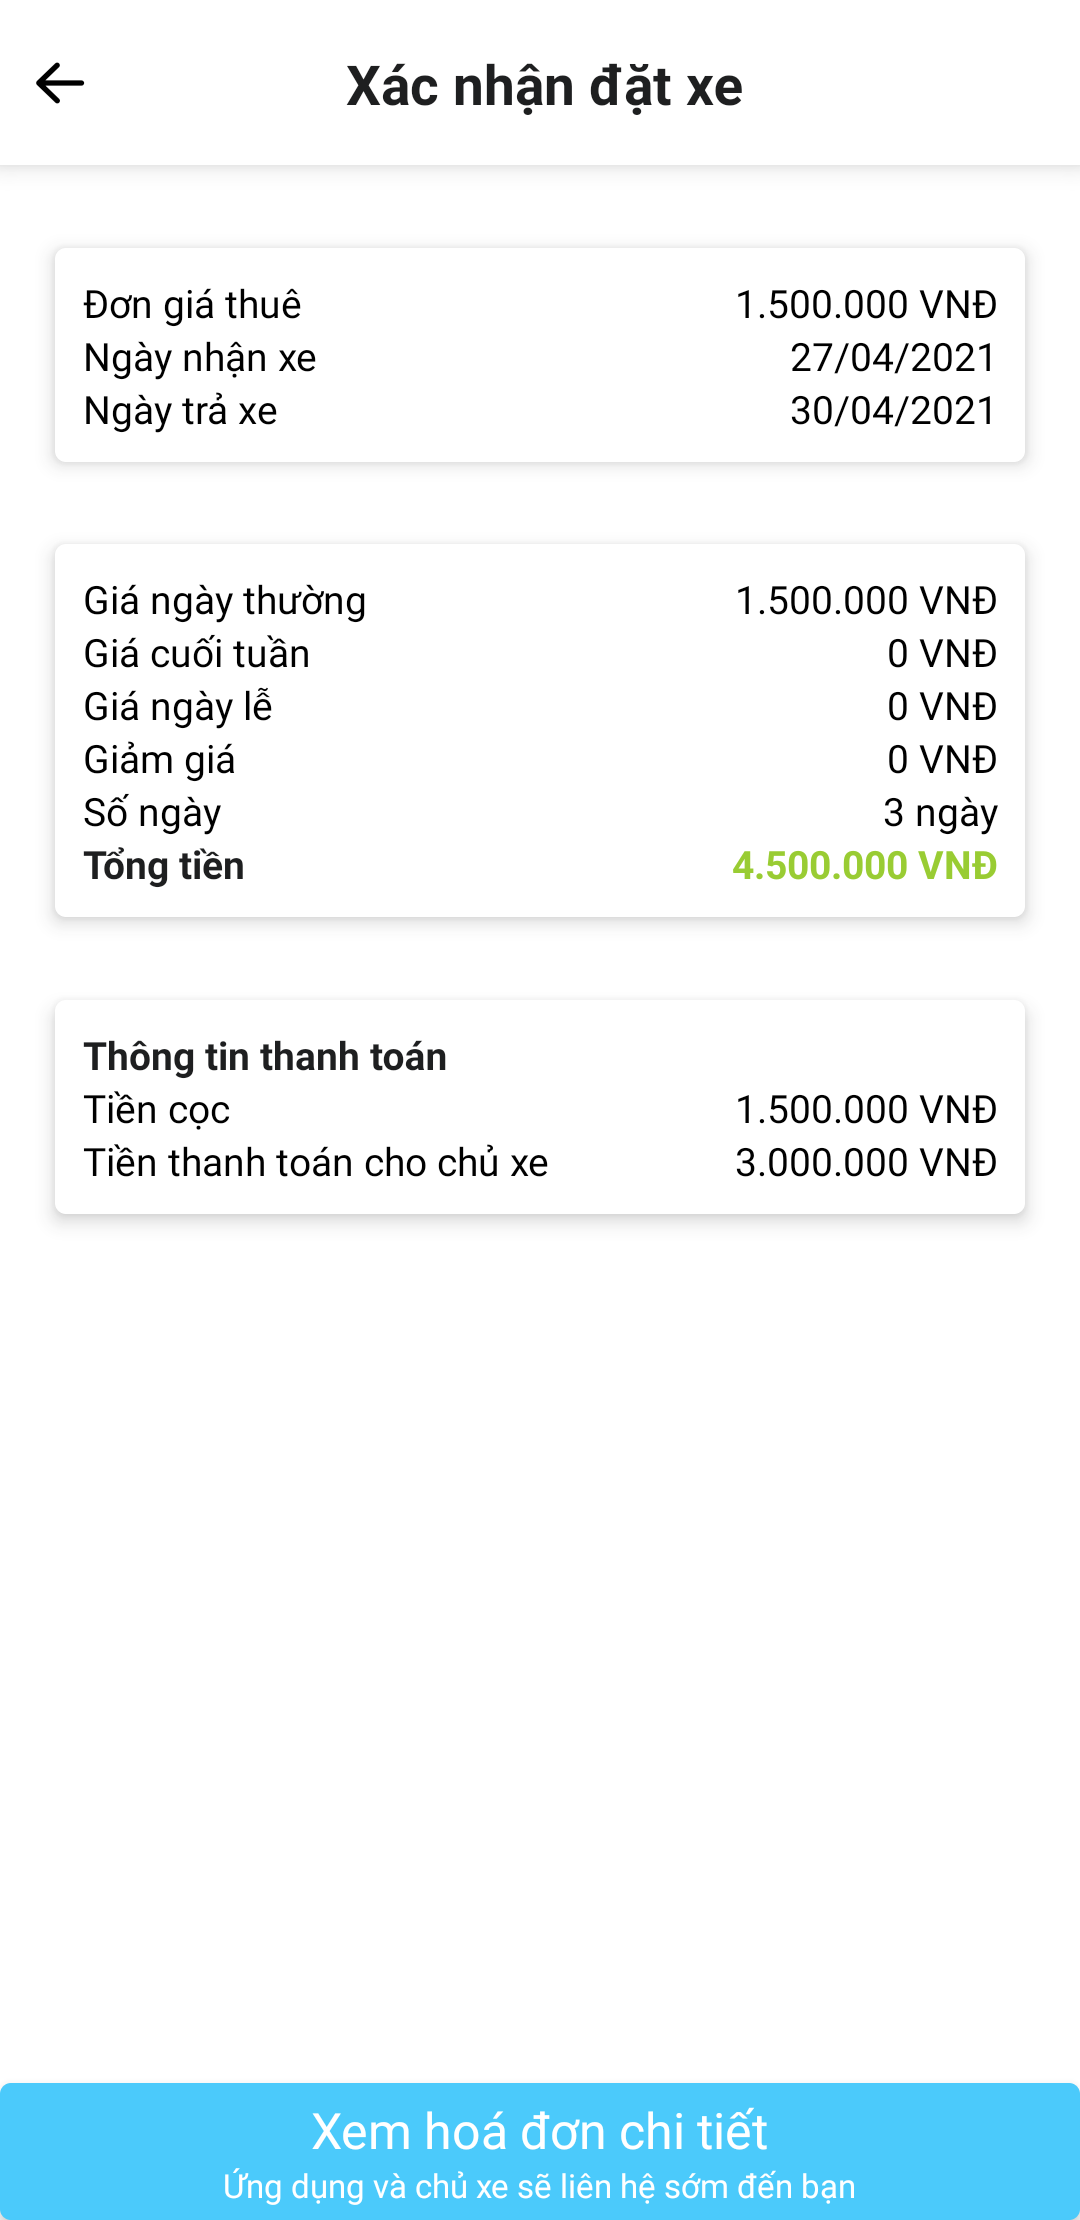 Xác nhận đặt xe
Đơn giá thuê 1.500.000 VNĐ
Ngày nhận xe 27/04/2021
Ngày trả xe 30/04/2021
Giá ngày thường 1.500.000 VNĐ
Giá cuối tuần 0 VNĐ
Giá ngày lễ 0 VNĐ
Giảm giá 0 VNĐ
Số ngày 3 ngày
Tổng tiền 4.500.000 VNĐ
Thông tin thanh toán
Tiền cọc 1.500.000 VNĐ
Tiền thanh toán cho chủ xe 3.000.000 VNĐ
Xem hoá đơn chi tiết
Ứng dụng và chủ xe sẽ liên hệ sớm đến bạn